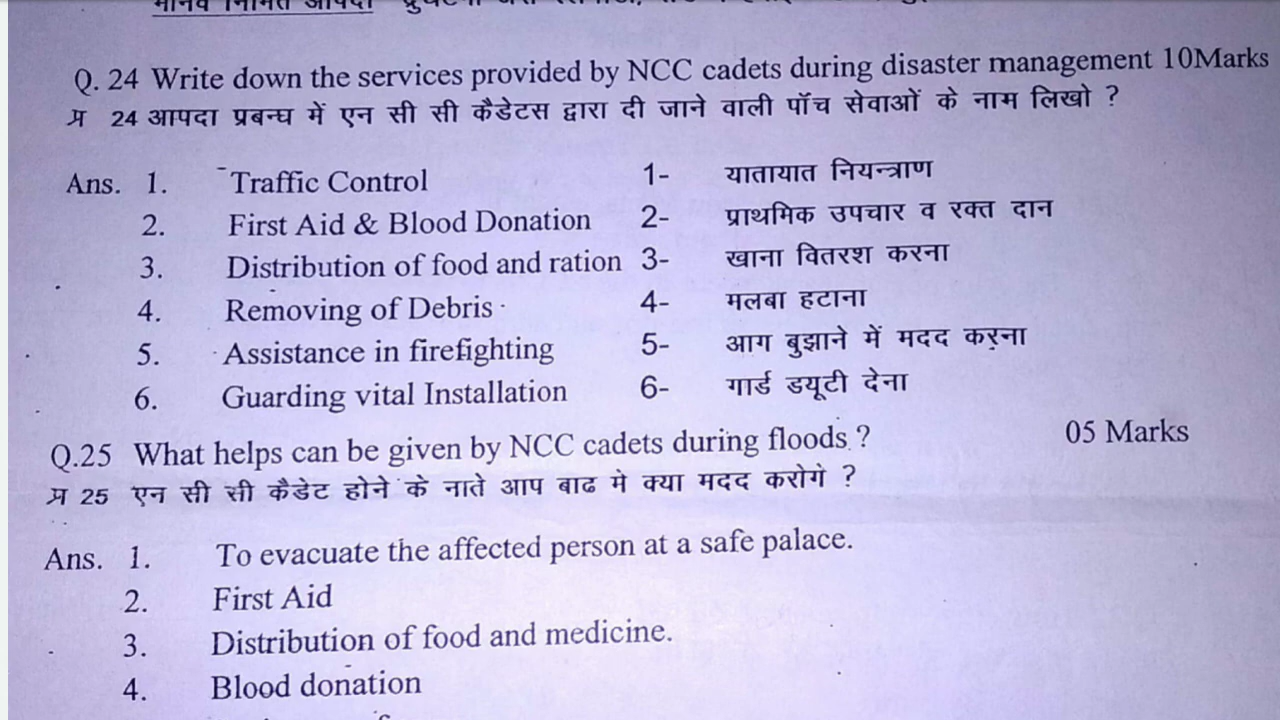 मानव निर्मित आपदा
Q. 24 Write down the services provided by NCC cadets during disaster management 10Marks
प्र 24 आपदा प्रबन्ध में एन सी सी कैडेटस द्वारा दी जाने वाली पॉच सेवाओं के नाम लिखो ?
Ans. 1. Traffic Control 1- यातायात नियन्त्राण
2. First Aid & Blood Donation 2- प्राथमिक उपचार व रक्त दान
3. Distribution of food and ration 3- खाना वितरश करना
4. Removing of Debris 4- मलबा हटाना
5. Assistance in firefighting 5- आग बुझाने में मदद करना
6. Guarding vital Installation 6- गार्ड डयूटी देना
Q.25 What helps can be given by NCC cadets during floods ? 05 Marks
प्र 25 एन सी सी कैडेट होने के नाते आप बाढ मे क्या मदद करोगे ?
Ans. 1. To evacuate the affected person at a safe palace.
2. First Aid
3. Distribution of food and medicine.
4. Blood donation